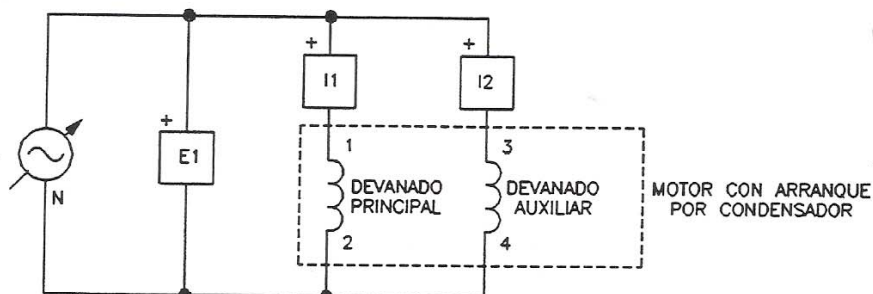 +
+
+
I1
I2
E1
N
1
3
DEVANADO
PRINCIPAL
DEVANADO
AUXILIAR
2
4
MOTOR CON ARRANQUE
POR CONDENSADOR